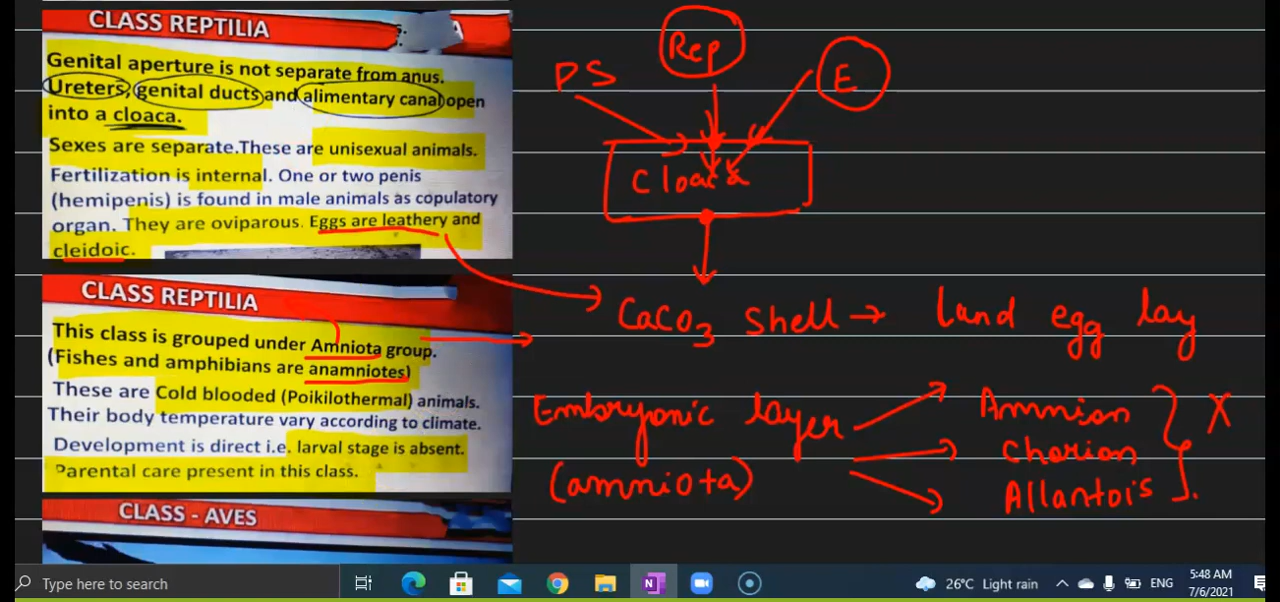 CLASS REPTILIA
Genital aperture is not separate from anus.
Ureters, genital ducts and alimentary canal open
into a cloaca.
Sexes are separate.These are unisexual animals.
Fertilization is internal. One or two penis
(hemipenis) is found in male animals as copulatory
organ. They are oviparous. Eggs are leathery and
cleidoic.
CLASS REPTILIA
This class is grouped under Amniota group.
(Fishes and amphibians are anamniotes)
These are Cold blooded (Poikilothermal) animals.
Their body temperature vary according to climate.
Development is direct i.e. larval stage is absent.
Parental care present in this class.
CLASS - AVES
Rep
DS
E
Cloaca
CaCO3 shell → land egg lay
Embryonic layer
(amniota)
Amnion
Chorion
Allantois
X
Type here to search
26°C Light rain
ENG
5:48 AM
7/6/2021